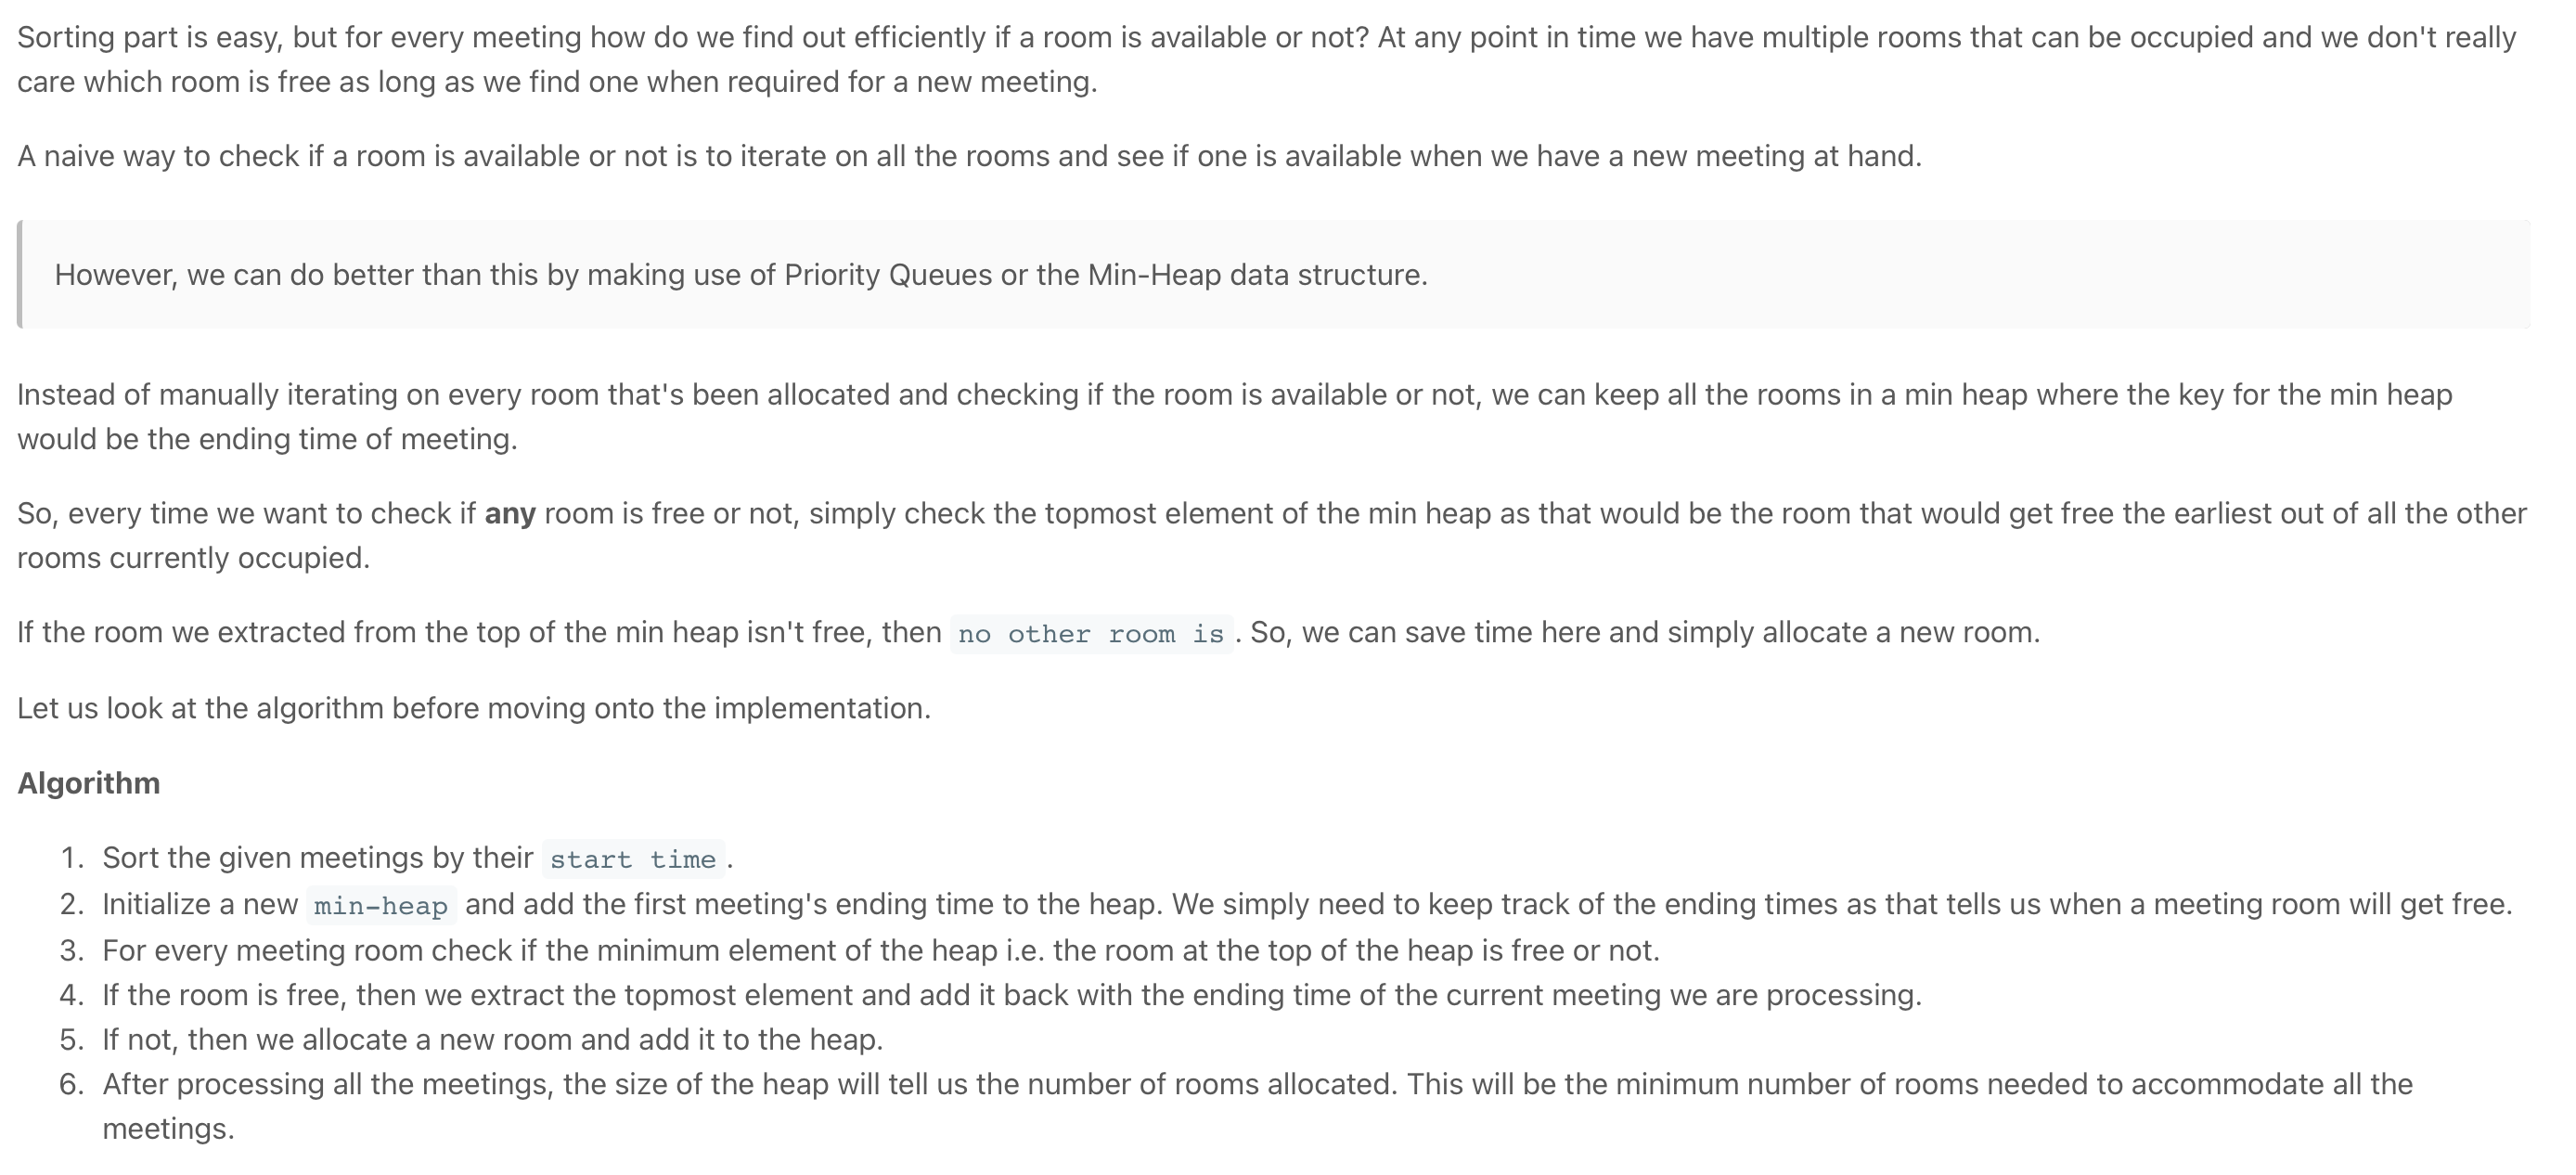 Sorting part is easy, but for every meeting how do we find out efficiently if a room is available or not? At any point in time we have multiple rooms that can be occupied and we don't really
care which room is free as long as we find one when required for a new meeting.
A naive way to check if a room is available or not is to iterate on all the rooms and see if one is available when we have a new meeting at hand.
However, we can do better than this by making use of Priority Queues or the Min-Heap data structure.
Instead of manually iterating on every room that's been allocated and checking if the room is available or not, we can keep all the rooms in a min heap where the key for the min heap
would be the ending time of meeting.
So, every time we want to check if any room is free or not, simply check the topmost element of the min heap as that would be the room that would get free the earliest out of all the other
rooms currently occupied.
If the room we extracted from the top of the min heap isn't free, then no other room is. So, we can save time here and simply allocate a new room.
Let us look at the algorithm before moving onto the implementation.
Algorithm
1. Sort the given meetings by their start time.
2. Initialize a new min-heap and add the first meeting's ending time to the heap. We simply need to keep track of the ending times as that tells us when a meeting room will get free.
3. For every meeting room check if the minimum element of the heap i.e. the room at the top of the heap is free or not.
4. If the room is free, then we extract the topmost element and add it back with the ending time of the current meeting we are processing.
5. If not, then we allocate a new room and add it to the heap.
6. After processing all the meetings, the size of the heap will tell us the number of rooms allocated. This will be the minimum number of rooms needed to accommodate all the
meetings.